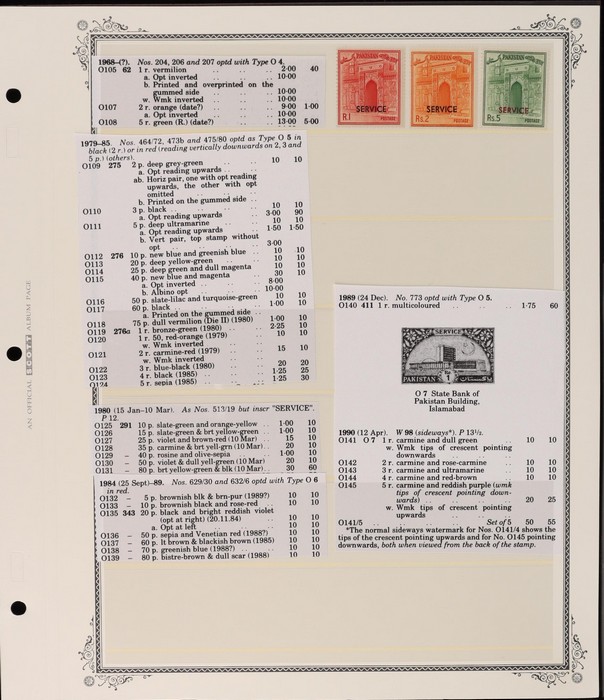 1968-(?). Nos. 204, 206 and 207 optd with Type O 4.
O105 62 1 r. vermilion .. .. .. 2·00 40
a. Opt inverted .. .. .. 10·00
b. Printed and overprinted on the
gummed side .. .. .. 10·00
w. Wmk inverted .. .. .. 10·00
O107 2 r. orange (date?) .. .. .. 9·00 1·00
a. Opt inverted .. .. .. 10·00
O108 5 r. green (R.) (date?) .. .. 13·00 5·00
PAKISTAN
SERVICE
R.1 POSTAGE
PAKISTAN
SERVICE
Rs.2 POSTAGE
PAKISTAN
SERVICE
Rs.5 POSTAGE
1979-85. Nos. 464/72, 473b and 475/80 optd as Type O 5 in
black (2 r.) or in red (reading vertically downwards on 2, 3 and
5 p.) (others).
O109 275 2 p. deep grey-green 10 10
a. Opt reading upwards ..
ab. Horiz pair, one with opt reading
upwards, the other with opt
omitted
b. Printed on the gummed side ..
O110 3 p. black .. 10 10
a. Opt reading upwards 3·00 90
O111 5 p. deep ultramarine .. 10 10
a. Opt reading upwards .. 1·50 1·50
b. Vert pair, top stamp without
opt .. 3·00
O112 276 10 p. new blue and greenish blue .. 10 10
O113 20 p. deep yellow-green .. 10 10
O114 25 p. deep green and dull magenta 10 10
O115 40 p. new blue and magenta .. 30 10
a. Opt inverted .. 8·00
b. Albino opt .. 10·00
O116 50 p. slate-lilac and turquoise-green 10 10
O117 60 p. black .. 1·00 10
a. Printed on the gummed side ..
O118 75 p. dull vermilion (Die II) (1980) 1·00 10
O119 276a 1 r. bronze-green (1980) .. 2·25 10
O120 1 r. 50, red-orange (1979) .. 10 10
w. Wmk inverted ..
O121 2 r. carmine-red (1979) .. 15 10
w. Wmk inverted ..
O122 3 r. blue-black (1980) .. 20 20
O123 4 r. black (1985) .. 1·25 25
O124 5 r. sepia (1985) .. 1·25 30
1980 (15 Jan-10 Mar). As Nos. 513/19 but inscr "SERVICE".
P 12.
O125 291 10 p. slate-green and orange-yellow .. 1·00 10
O126 15 p. slate-green & brt yellow-green .. 1·00 10
O127 - 25 p. violet and brown-red (10 Mar) .. 15 10
O128 - 35 p. carmine & brt yell-grn (10 Mar) .. 20 10
O129 - 40 p. rosine and olive-sepia .. 1·00 10
O130 - 50 p. violet & dull yell-green (10 Mar) 20 10
O131 - 80 p. brt yellow-green & blk (10 Mar) 30 60
1984 (25 Sept)-89. Nos. 629/30 and 632/6 optd with Type O 6
in red.
O132 - 5 p. brownish blk & brn-pur (1989?) 10 10
O133 - 10 p. brownish black and rose-red .. 10 10
O135 343 20 p. black and bright reddish violet
(opt at right) (20.11.84) .. 10 10
a. Opt at left .. 10 10
O136 - 50 p. sepia and Venetian red (1988?) 10 10
O137 - 60 p. lt brown & blackish brown (1985) 10 10
O138 - 70 p. greenish blue (1988?) .. 10 10
O139 - 80 p. bistre-brown & dull scar (1988) 10 10
1989 (24 Dec). No. 773 optd with Type O 5.
O140 411 1 r. multicoloured .. .. .. 1·75 60
SERVICE
PAKISTAN
O 7 State Bank of
Pakistan Building,
Islamabad
1990 (12 Apr). W 98 (sideways*). P 13½.
O141 O 7 1 r. carmine and dull green .. 10 10
w. Wmk tips of crescent pointing
downwards
O142 2 r. carmine and rose-carmine .. 10 10
O143 3 r. carmine and ultramarine .. 10 10
O144 4 r. carmine and red-brown .. 10 10
O145 5 r. carmine and reddish purple (wmk
tips of crescent pointing down-
wards) .. 20 25
w. Wmk tips of crescent pointing
upwards
O141/5 .. Set of 5 50 55
*The normal sideways watermark for Nos. O141/4 shows the
tips of the crescent pointing upwards and for No. O145 pointing
downwards, both when viewed from the back of the stamp.
AN OFFICIAL ALBUM PAGE